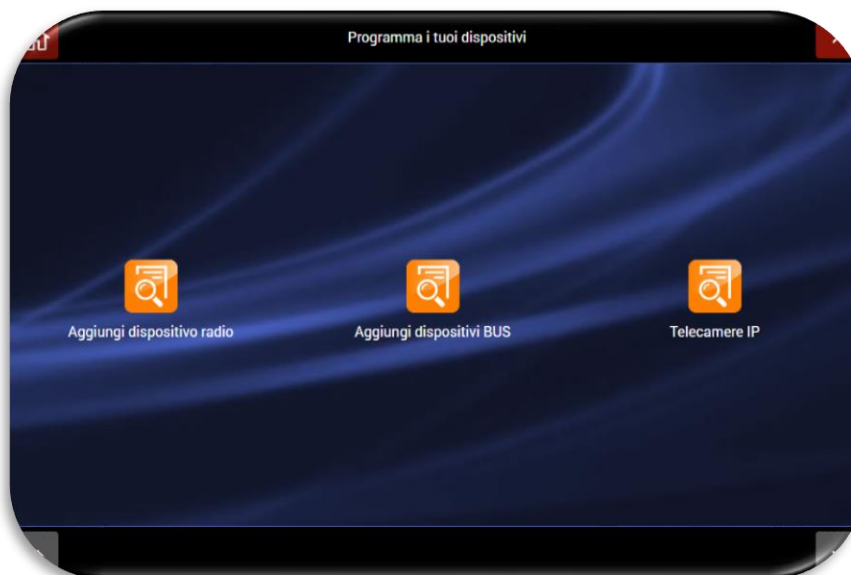 Programma i tuoi dispositivi
Aggiungi dispositivo radio
Aggiungi dispositivi BUS
Telecamere IP